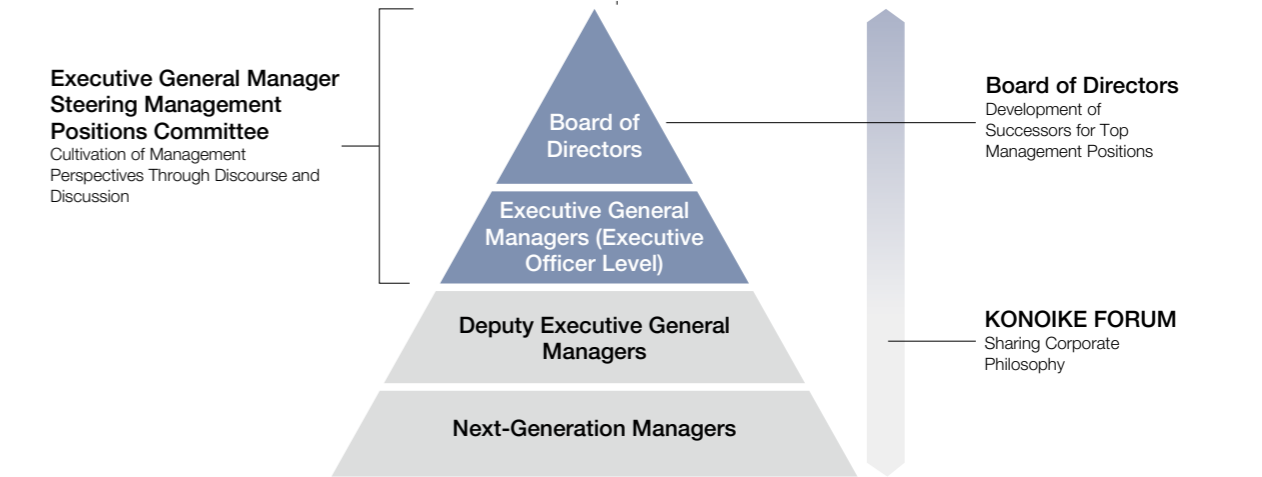 Executive General Manager
Steering Management
Positions Committee
Cultivation of Management
Perspectives Through Discourse and
Discussion
Board of
Directors
Executive General
Managers (Executive
Officer Level)
Deputy Executive General
Managers
Next-Generation Managers
Board of Directors
Development of
Successors for Top
Management Positions
KONOIKE FORUM
Sharing Corporate
Philosophy